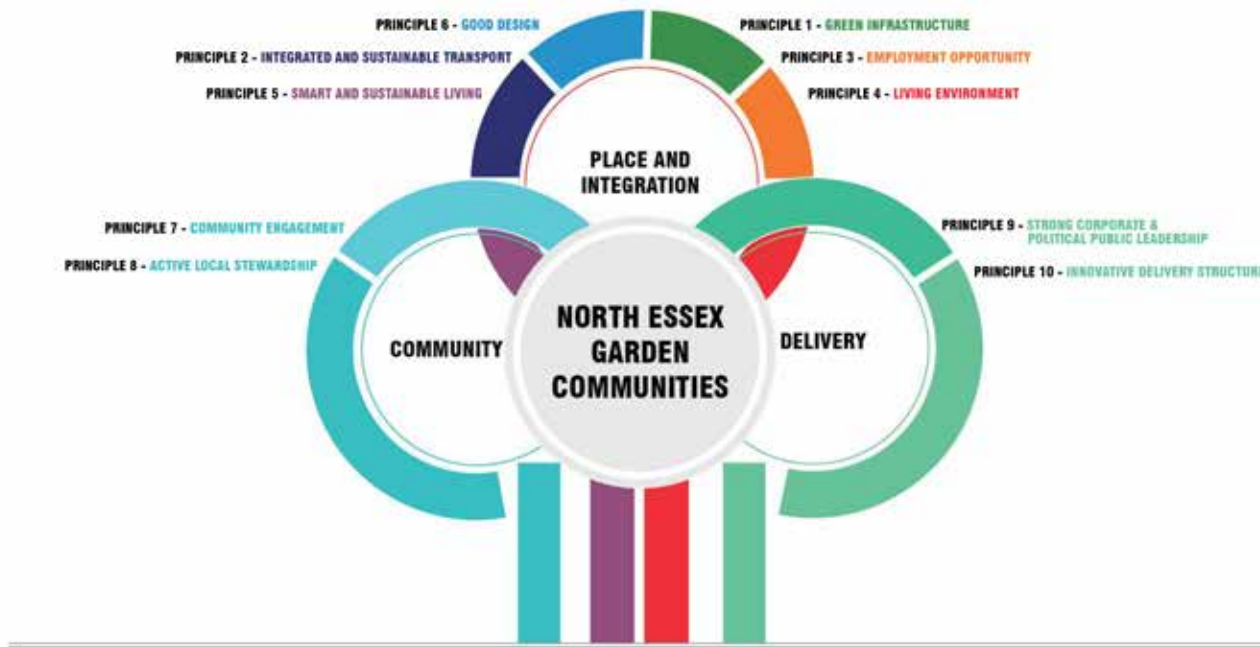 PRINCIPLE 6 - GOOD DESIGN
PRINCIPLE 2 - INTEGRATED AND SUSTAINABLE TRANSPORT
PRINCIPLE 5 - SMART AND SUSTAINABLE LIVING
PRINCIPLE 1 - GREEN INFRASTRUCTURE
PRINCIPLE 3 - EMPLOYMENT OPPORTUNITY
PRINCIPLE 4 - LIVING ENVIRONMENT
PLACE AND
INTEGRATION
PRINCIPLE 7 - COMMUNITY ENGAGEMENT
PRINCIPLE 8 - ACTIVE LOCAL STEWARDSHIP
PRINCIPLE 9 - STRONG CORPORATE &
POLITICAL PUBLIC LEADERSHIP
PRINCIPLE 10 - INNOVATIVE DELIVERY STRUCTURE
COMMUNITY
NORTH ESSEX
GARDEN
COMMUNITIES
DELIVERY